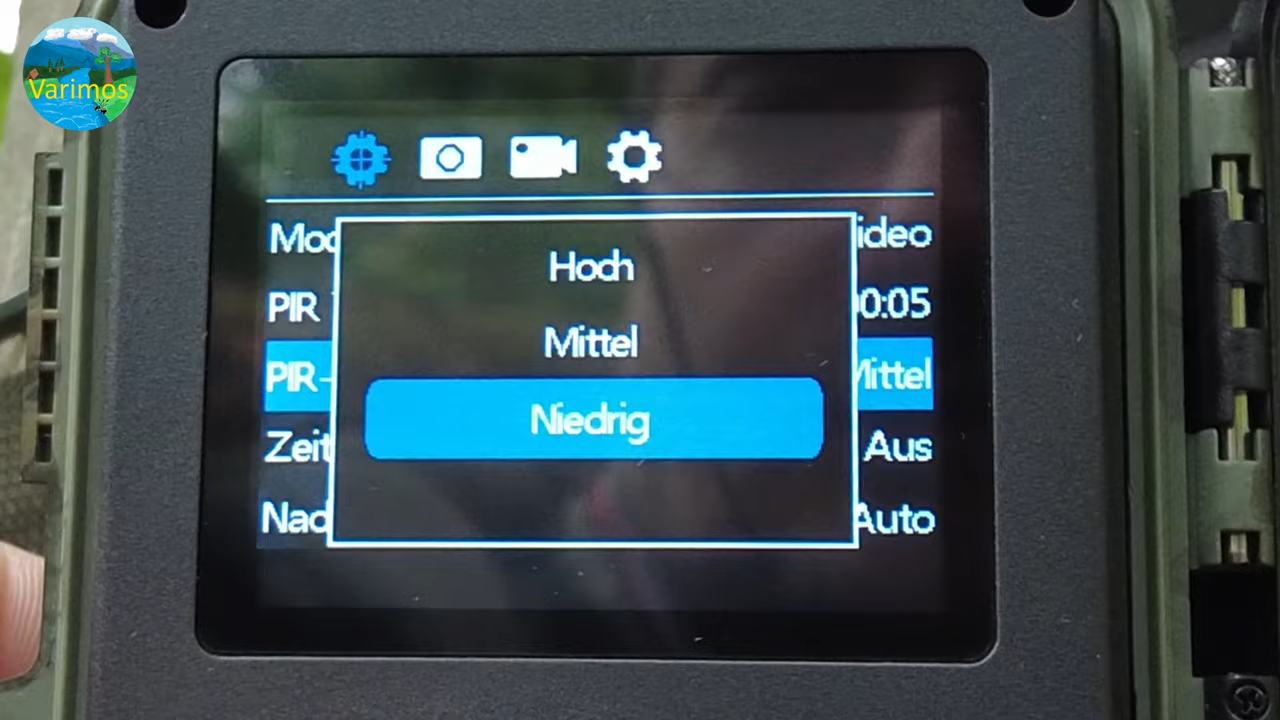 Varimos
Mod
ideo
Hoch
PIR
0:05
Mittel
PIR-
Mittel
Niedrig
Zeit
Aus
Nac
Auto